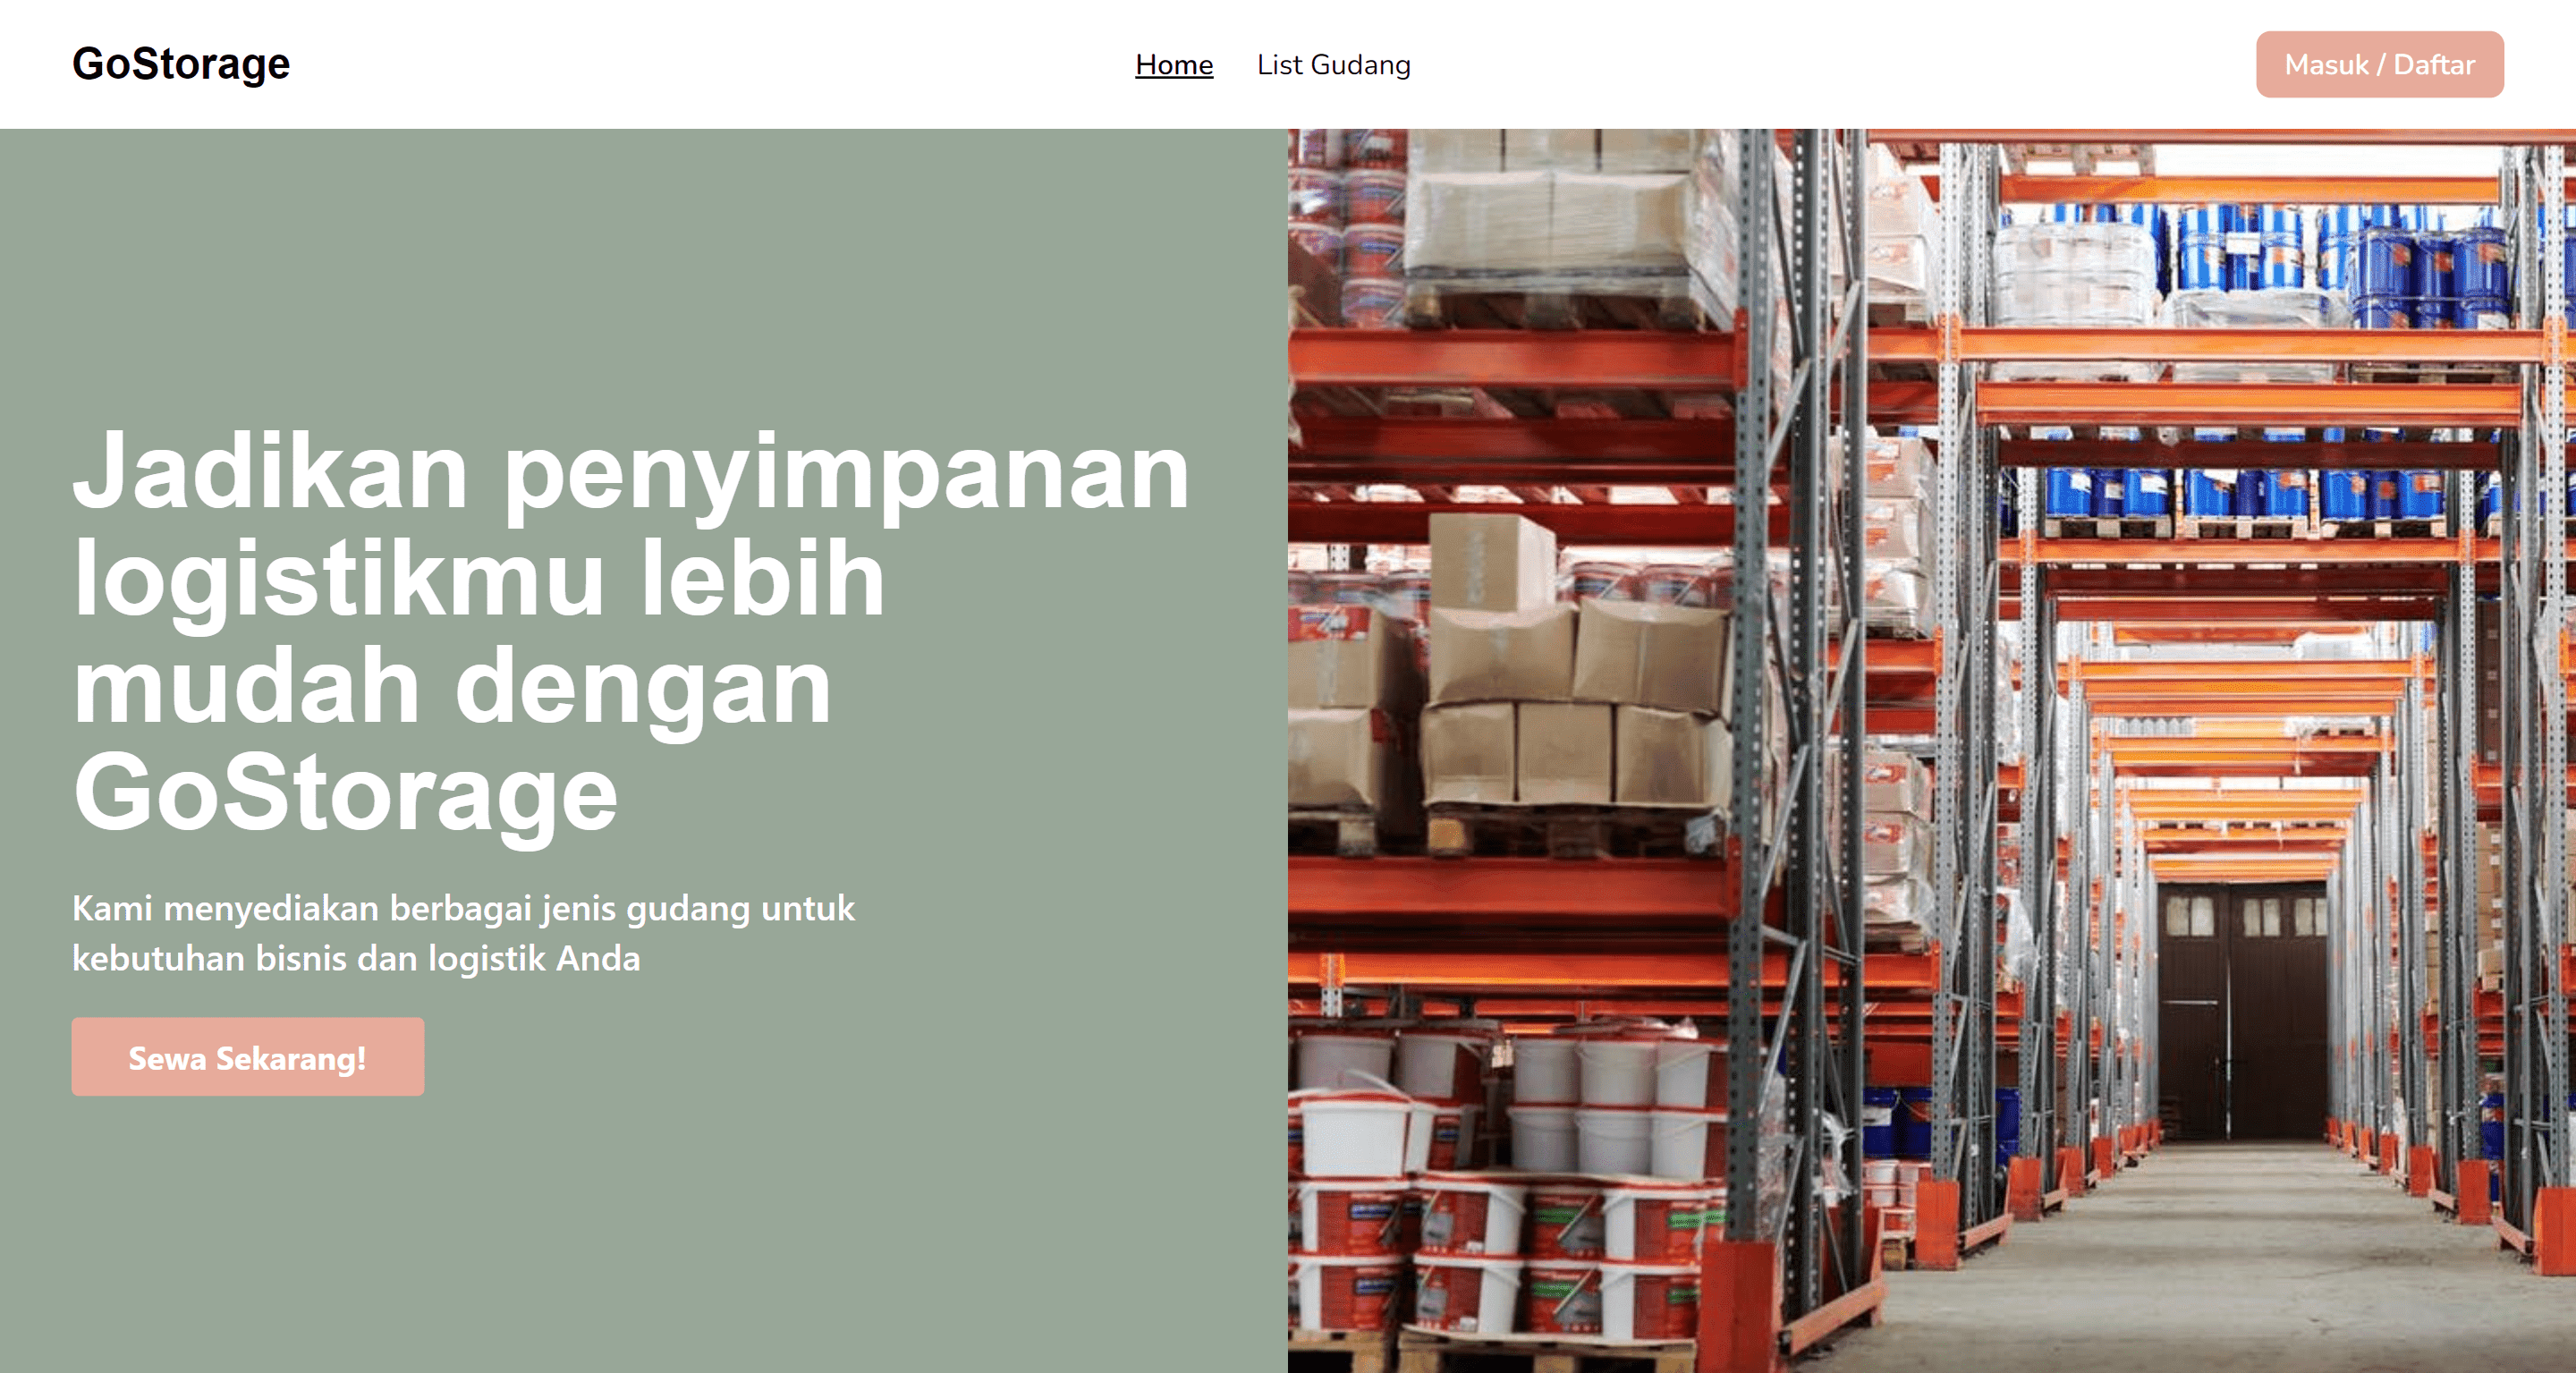 GoStorage
Home
List Gudang
Masuk / Daftar
Jadikan penyimpanan
logistikmu lebih
mudah dengan
GoStorage
Kami menyediakan berbagai jenis gudang untuk
kebutuhan bisnis dan logistik Anda
Sewa Sekarang!